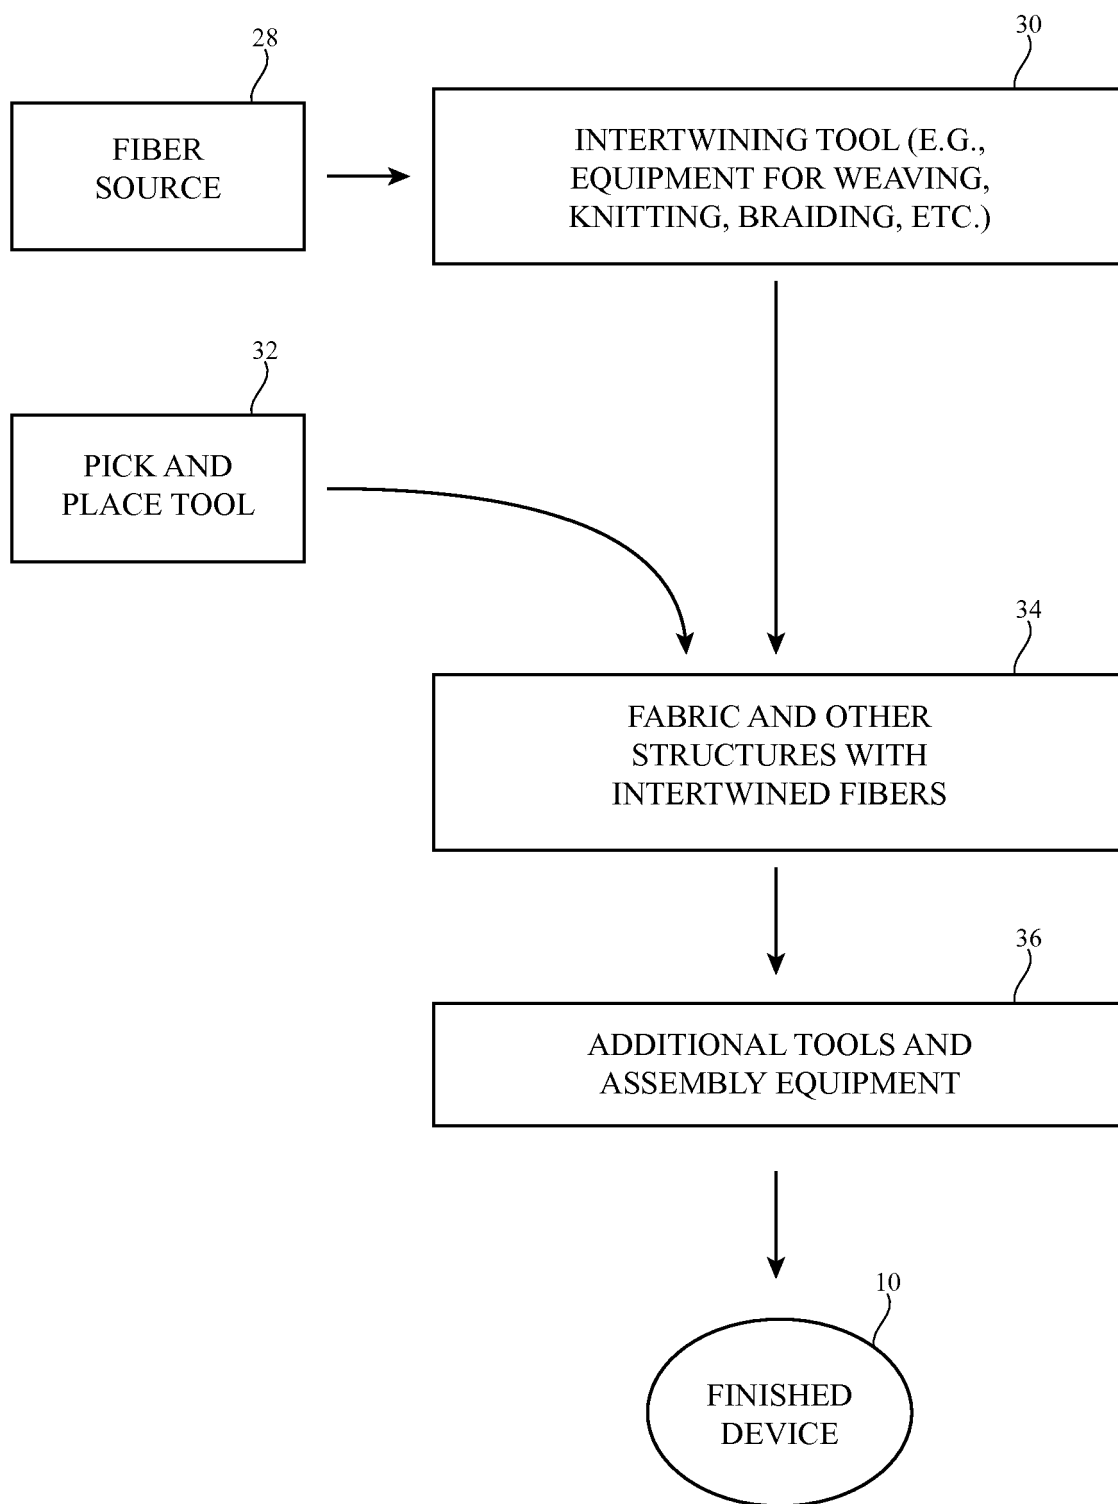 28
FIBER
SOURCE
30
INTERTWINING TOOL (E.G.,
EQUIPMENT FOR WEAVING,
KNITTING, BRAIDING, ETC.)
32
PICK AND
PLACE TOOL
34
FABRIC AND OTHER
STRUCTURES WITH
INTERTWINED FIBERS
36
ADDITIONAL TOOLS AND
ASSEMBLY EQUIPMENT
10
FINISHED
DEVICE